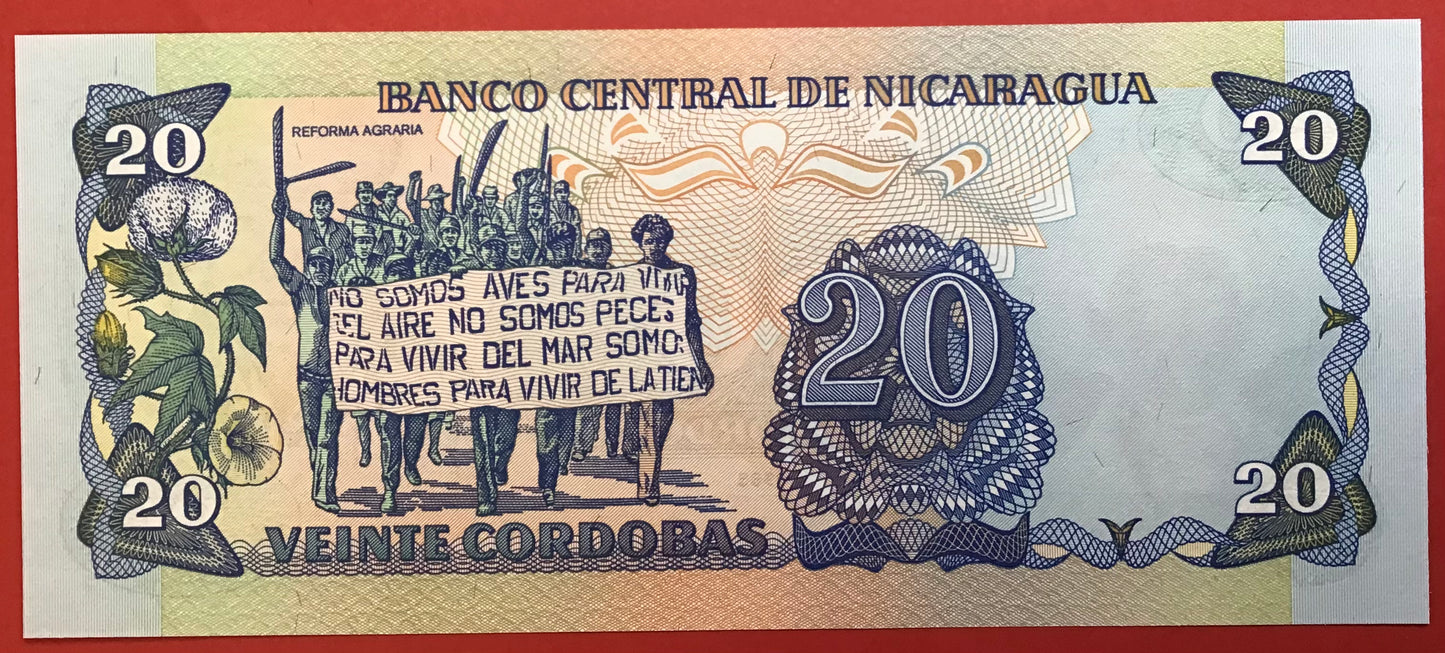 BANCO CENTRAL DE NICARAGUA
20
20
REFORMA AGRARIA
NO SOMOS AVES PARA VIVIR
DEL AIRE NO SOMOS PECES
PARA VIVIR DEL MAR SOMOS
HOMBRES PARA VIVIR DE LA TIER
20
20
20
VEINTE CORDOBAS